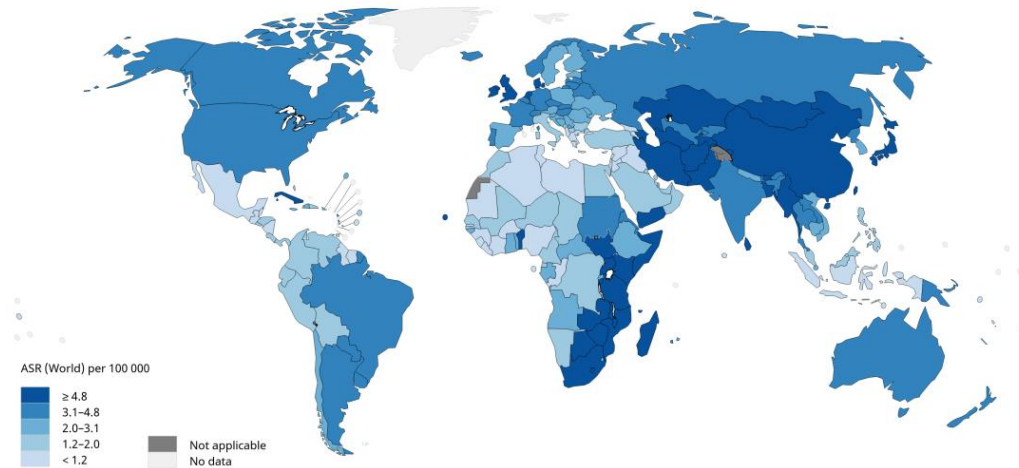 ASR (World) per 100 000
≥ 4.8
3.1–4.8
2.0–3.1
1.2–2.0
< 1.2
Not applicable
No data